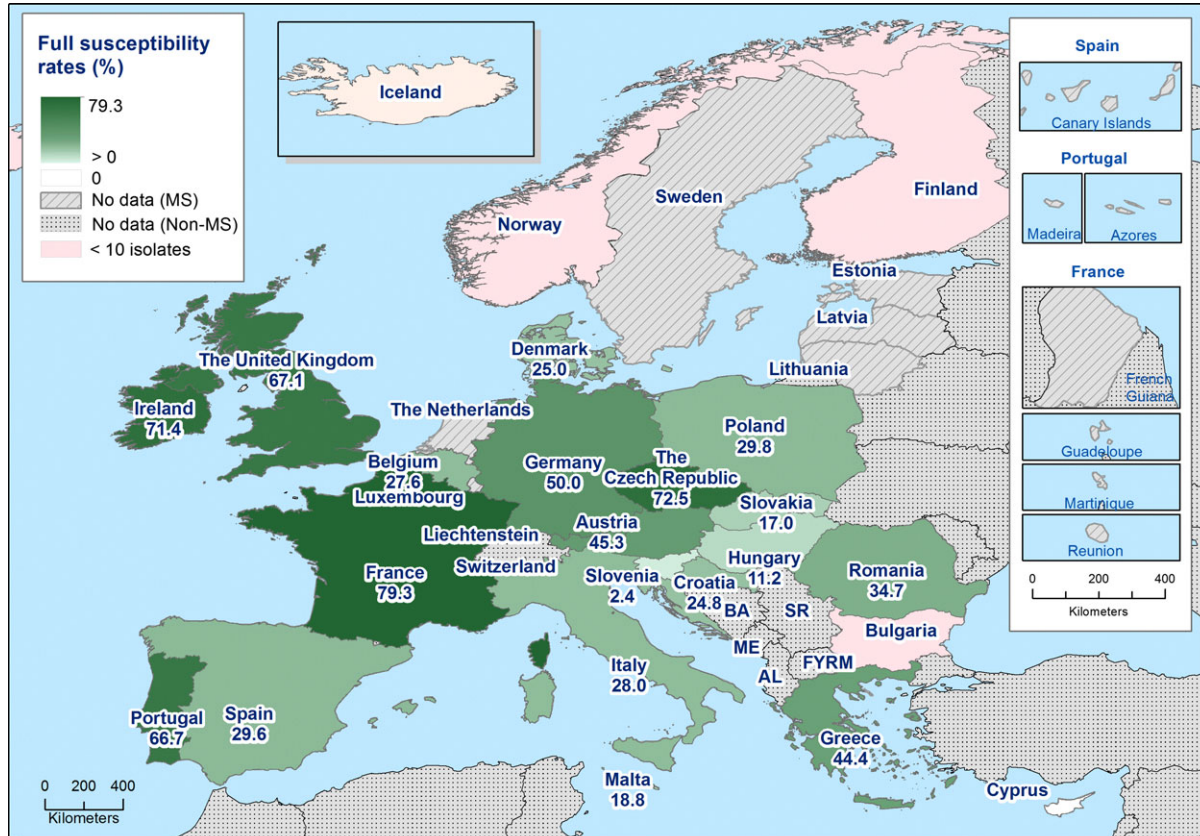 Full susceptibility
rates (%)
79.3
> 0
0
No data (MS)
No data (Non-MS)
< 10 isolates
Iceland
Spain
Canary Islands
Portugal
Madeira
Azores
France
French
Guiana
Guadeloupe
Martinique
Reunion
0 200 400
Kilometers
Norway
Sweden
Finland
Estonia
Latvia
Lithuania
Denmark
25.0
The United Kingdom
67.1
Ireland
71.4
The Netherlands
Belgium
27.6
Luxembourg
Germany
50.0
Poland
29.8
The
Czech Republic
72.5
Slovakia
17.0
Austria
45.3
Liechtenstein
Switzerland
France
79.3
Slovenia
2.4
Croatia
24.8
Hungary
11.2
Romania
34.7
BA
SR
ME
AL
FYRM
Bulgaria
Italy
28.0
Portugal
66.7
Spain
29.6
Greece
44.4
Malta
18.8
Cyprus
0 200 400
Kilometers